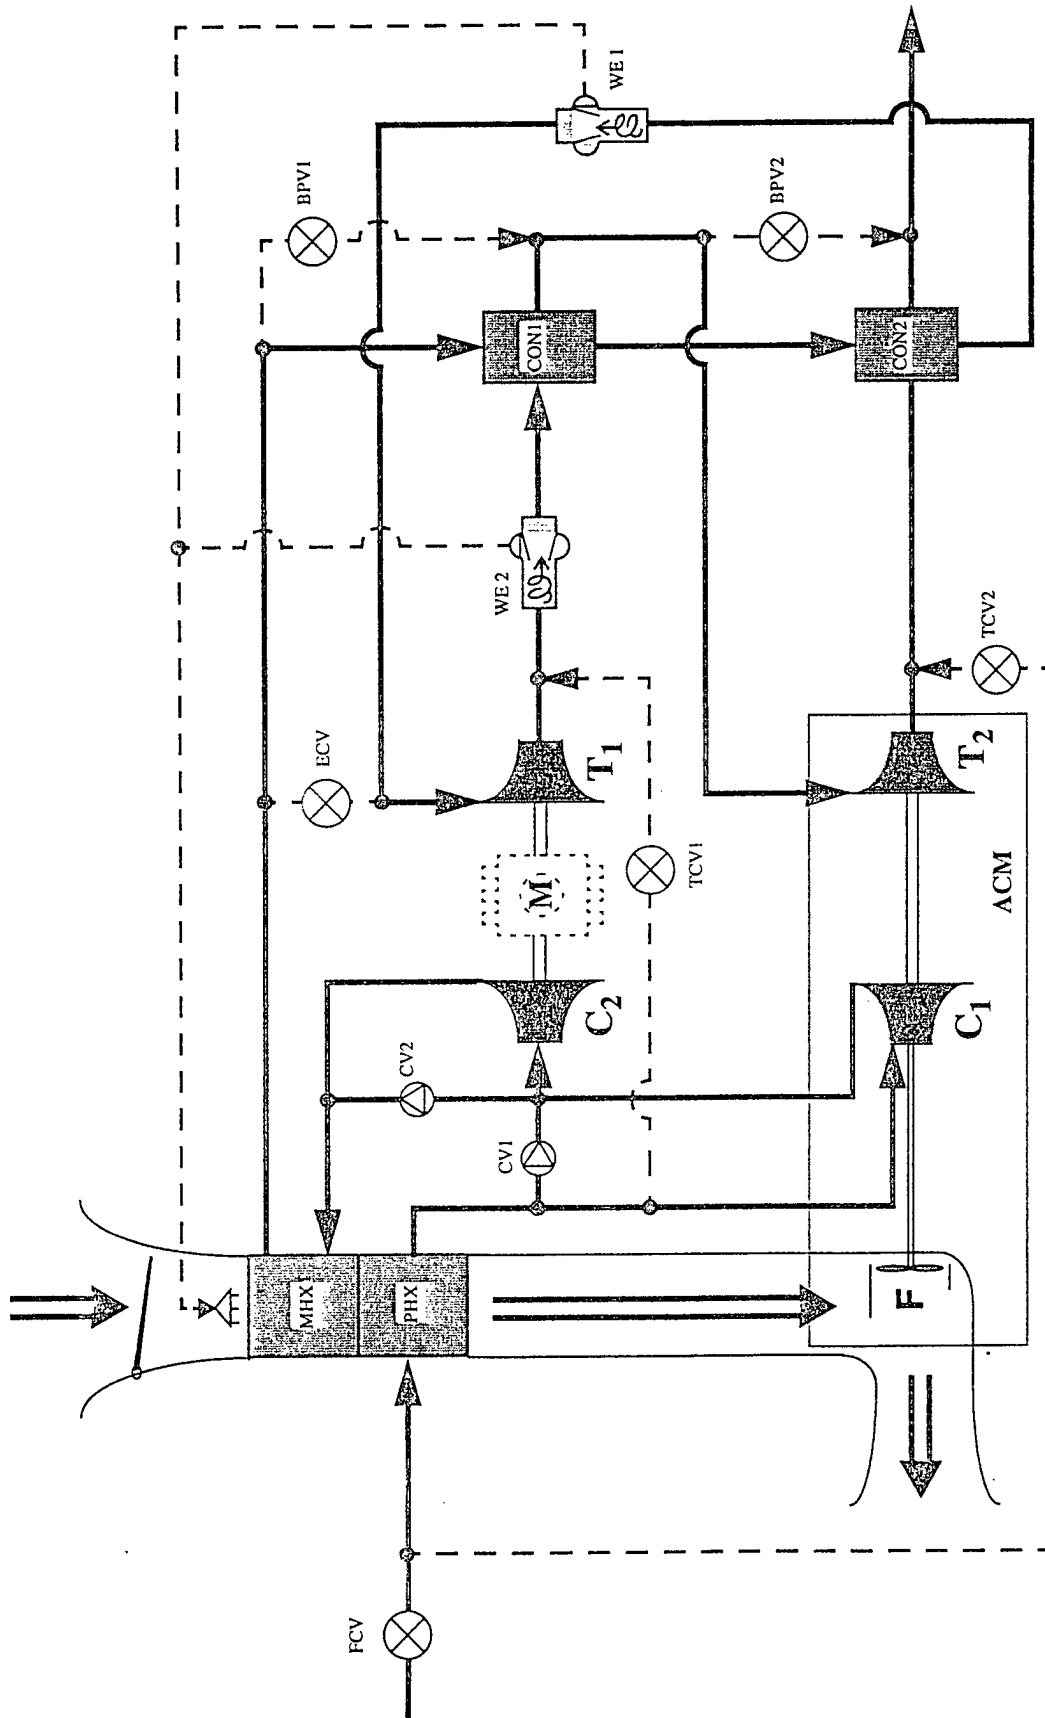 WE 1
BPV1
BPV2
CON1
CON2
WE 2
TCV2
ECV
T1
T2
TCV1
M
ACM
C2
C1
CV2
CV1
MHX
PHX
F
FCV